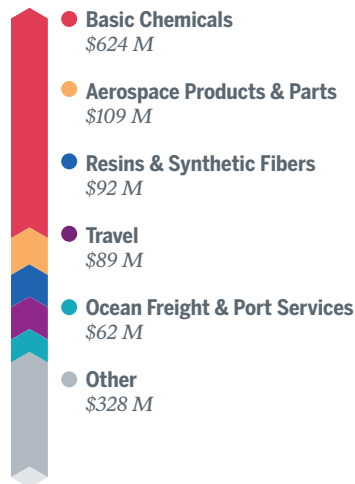 Basic Chemicals
$624 M
Aerospace Products & Parts
$109 M
Resins & Synthetic Fibers
$92 M
Travel
$89 M
Ocean Freight & Port Services
$62 M
Other
$328 M